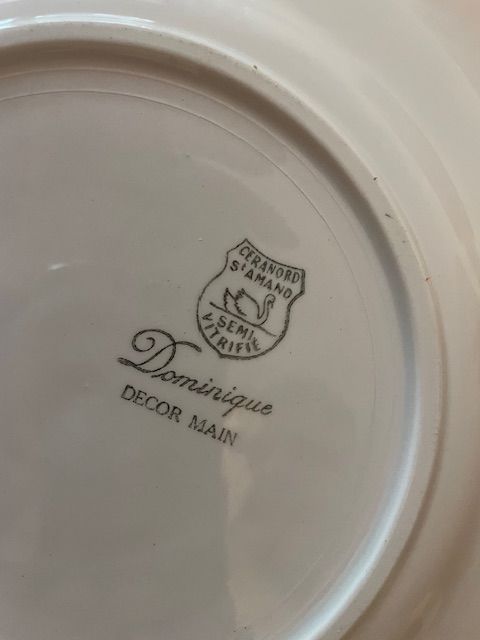 CERANORD
St AMAND
SEMI
VITRIFIE
Dominique
DECOR MAIN